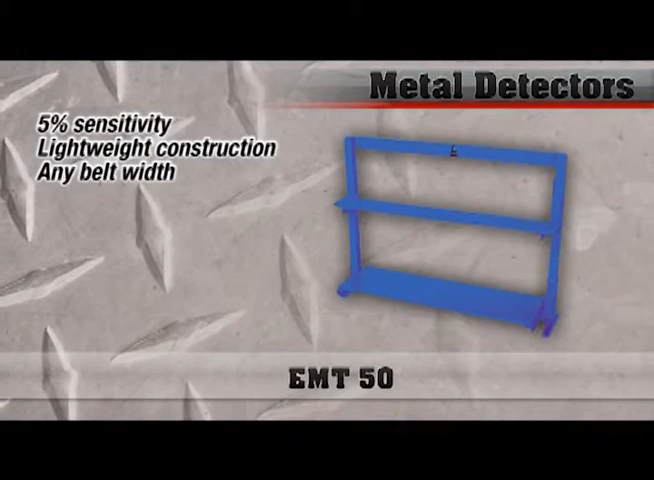 Metal Detectors
5% sensitivity
Lightweight construction
Any belt width
EMT 50